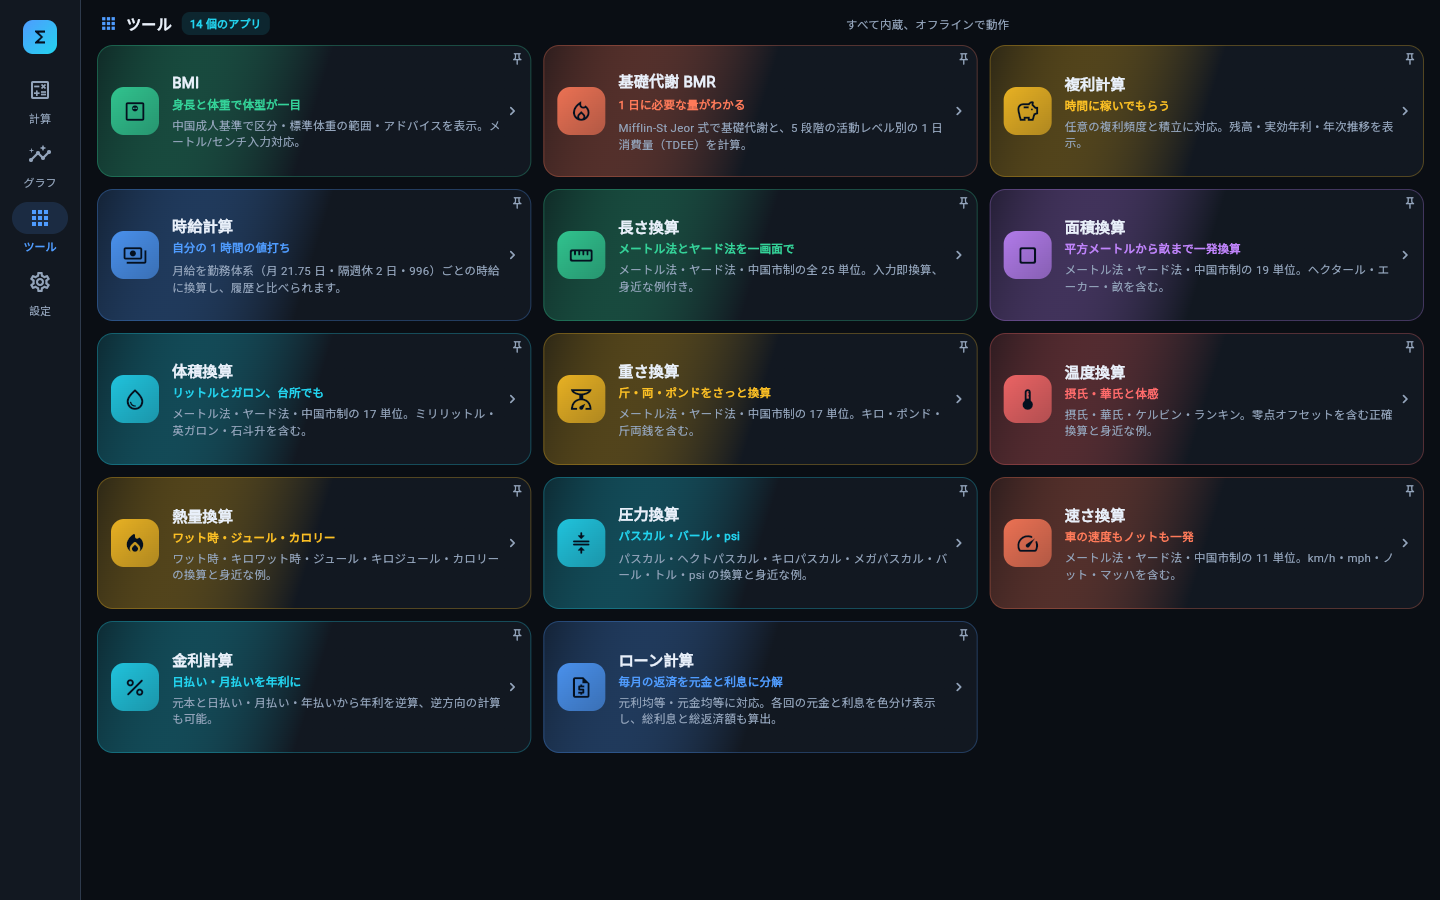 Σ
計算
グラフ
ツール
設定
ツール
14 個のアプリ
すべて内蔵、オフラインで動作
BMI
身長と体重で体型が一目
中国成人基準で区分・標準体重の範囲・アドバイスを表示。メ
ートル/センチ入力対応。
基礎代謝 BMR
1 日に必要な量がわかる
Mifflin-St Jeor 式で基礎代謝と、5 段階の活動レベル別の 1 日
消費量（TDEE）を計算。
複利計算
時間に稼いでもらう
任意の複利頻度と積立に対応。残高・実効年利・年次推移を表
示。
時給計算
自分の 1 時間の値打ち
月給を勤務体系（月 21.75 日・隔週休 2 日・996）ごとの時給
に換算し、履歴と比べられます。
長さ換算
メートル法とヤード法を一画面で
メートル法・ヤード法・中国市制の全 25 単位。入力即換算、
身近な例付き。
面積換算
平方メートルから畝まで一発換算
メートル法・ヤード法・中国市制の 19 単位。ヘクタール・エ
ーカー・畝を含む。
体積換算
リットルとガロン、台所でも
メートル法・ヤード法・中国市制の 17 単位。ミリリットル・
英ガロン・石斗升を含む。
重さ換算
斤・両・ポンドをさっと換算
メートル法・ヤード法・中国市制の 17 単位。キロ・ポンド・
斤両銭を含む。
温度換算
摂氏・華氏と体感
摂氏・華氏・ケルビン・ランキン。零点オフセットを含む正確
換算と身近な例。
熱量換算
ワット時・ジュール・カロリー
ワット時・キロワット時・ジュール・キロジュール・カロリー
の換算と身近な例。
圧力換算
パスカル・バール・psi
パスカル・ヘクトパスカル・キロパスカル・メガパスカル・バ
ール・トル・psi の換算と身近な例。
速さ換算
車の速度もノットも一発
メートル法・ヤード法・中国市制の 11 単位。km/h・mph・ノ
ット・マッハを含む。
金利計算
日払い・月払いを年利に
元本と日払い・月払い・年払いから年利を逆算、逆方向の計算
も可能。
ローン計算
毎月の返済を元金と利息に分解
元利均等・元金均等に対応。各回の元金と利息を色分け表示
し、総利息と総返済額も算出。